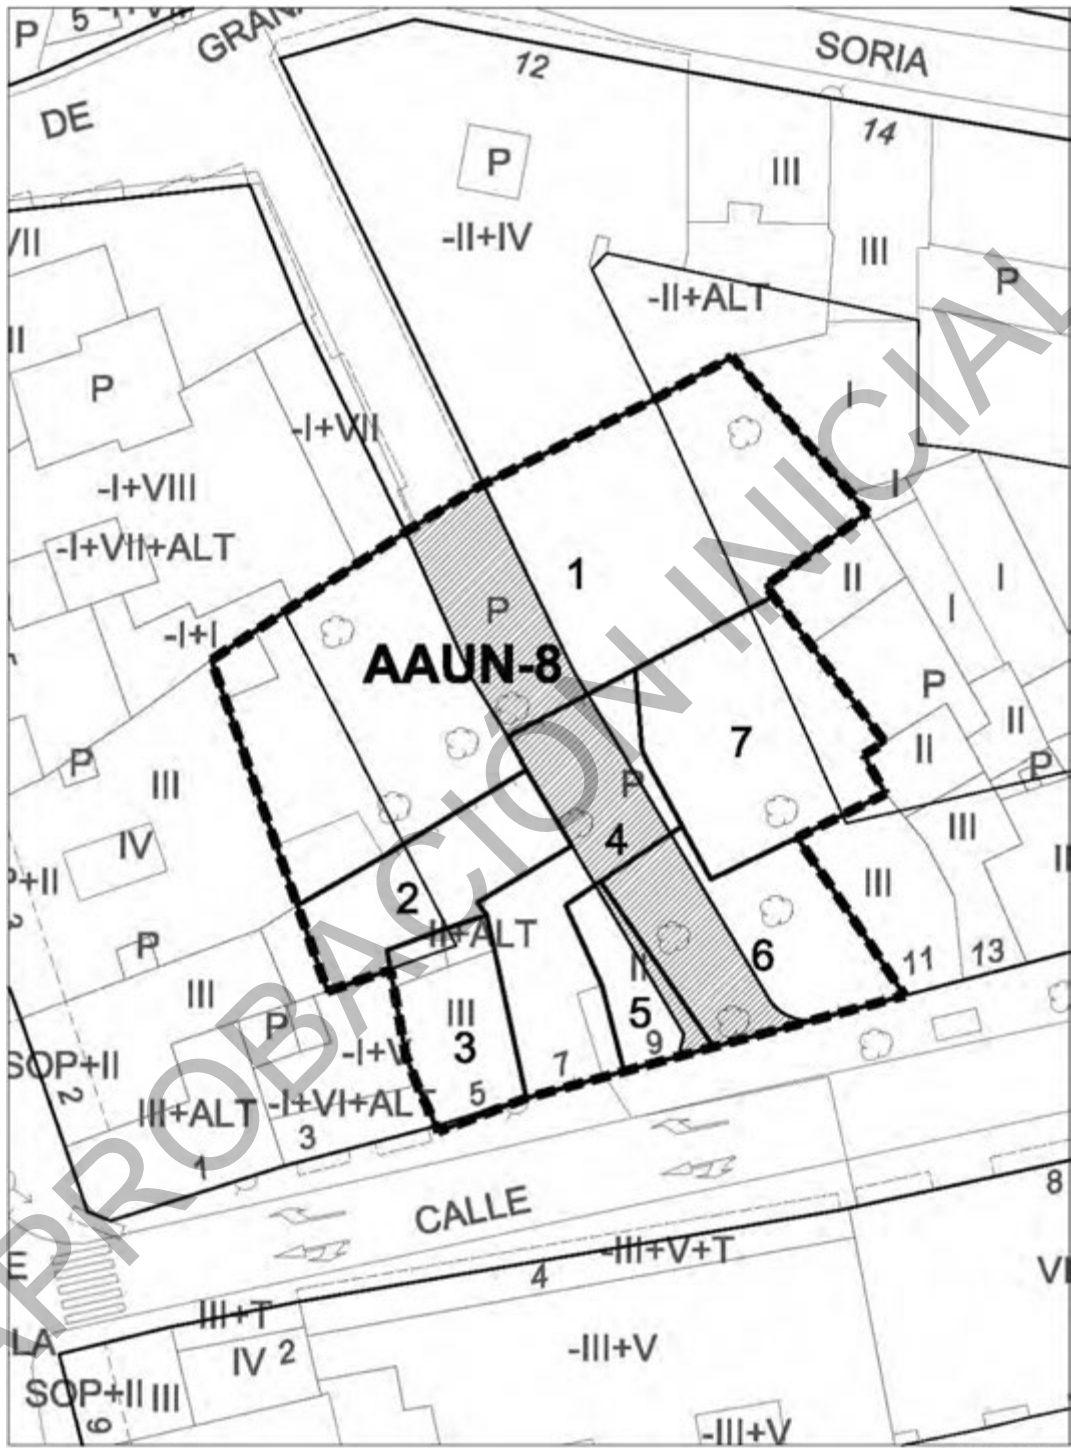 P
5
GRAN
SORIA
12
DE
14
P
III
-II+IV
VII
III
P
-II+ALT
II
P
I
-I+VII
-I+VIII
I
-I+VII+ALT
1
II
I
I
P
-I+I
AAUN-8
P
II
7
II
P
P
P
III
4
III
IV
III
P+II
2
II+ALT
P
6
11
13
II
III
III
5
P
3
-I+V
9
SOP+II
7
2
5
III+ALT
-I+VI+ALT
3
1
CALLE
8
E
-III+V+T
4
VI
III+T
LA
IV
2
-III+V
SOP+II
III
9
-III+V
APROBACIÓN INICIAL